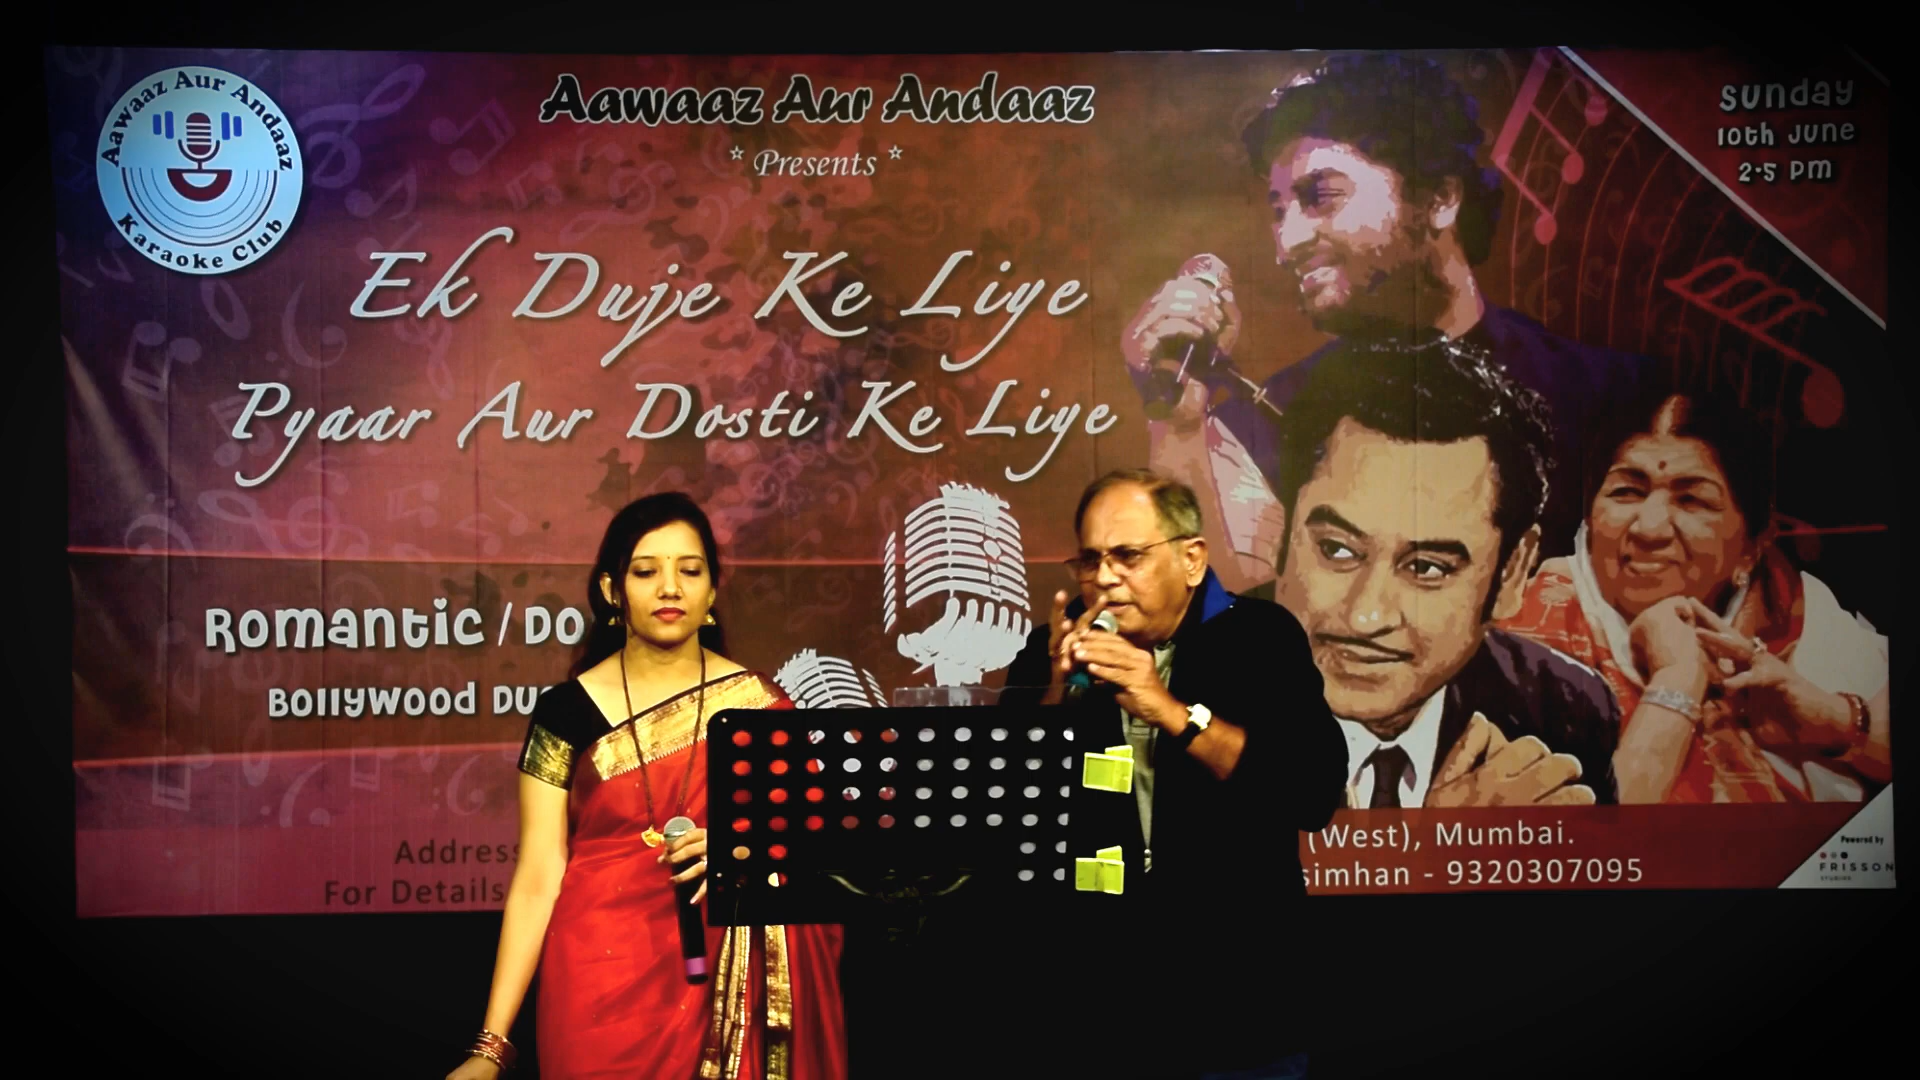 Aawaaz Aur Andaaz
Karaoke Club
Aawaaz Aur Andaaz
* Presents *
Ek Duje Ke Liye
Pyaar Aur Dosti Ke Liye
Sunday
10th June
2-5 pm
Romantic / Do
Bollywood Du
Address
For Details
(West), Mumbai.
simhan - 9320307095
Powered by
FRISSON
STUDIOS